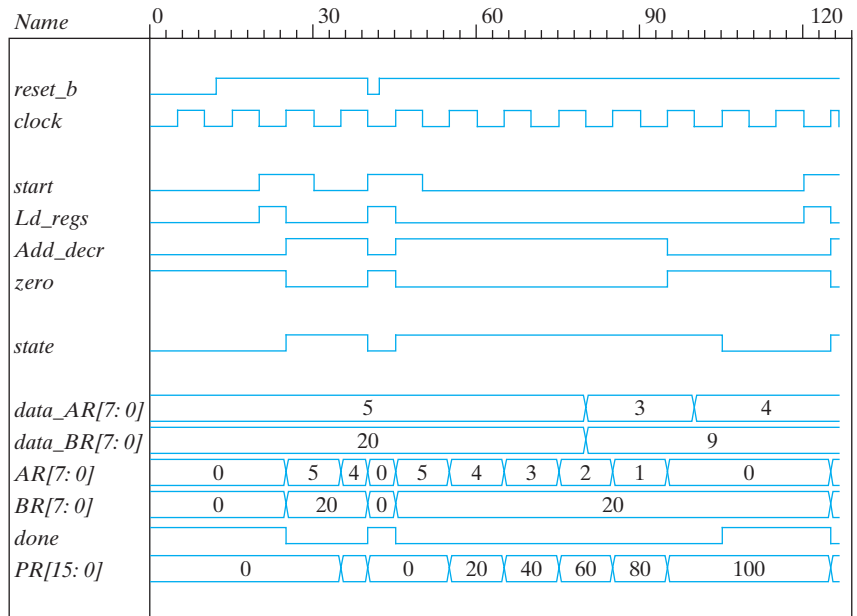 Name 0 30 60 90 120
reset_b
clock
start
Ld_regs
Add_decr
zero
state
data_AR[7: 0] 5 3 4
data_BR[7: 0] 20 9
AR[7: 0] 0 5 4 0 5 4 3 2 1 0
BR[7: 0] 0 20 0 20
done
PR[15: 0] 0 0 20 40 60 80 100